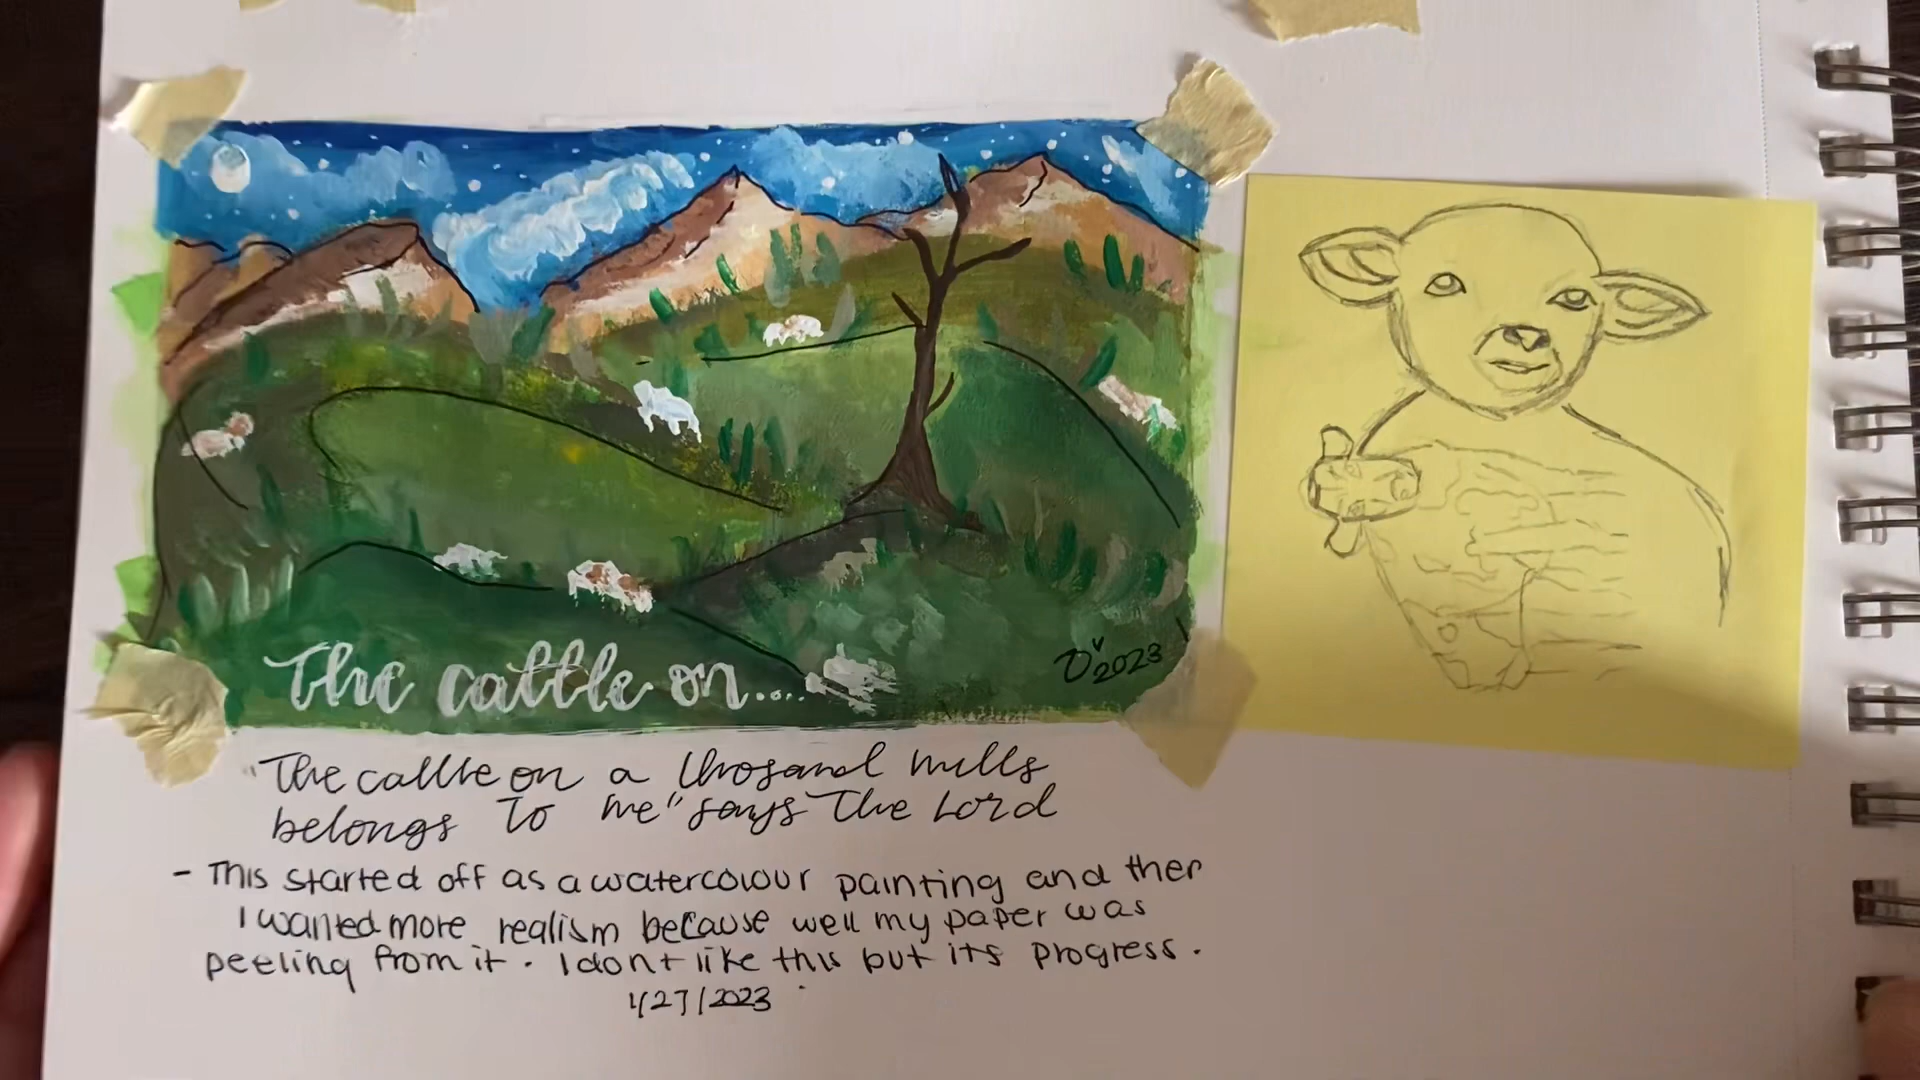 The cattle on....
2023
"The cattle on a thosand hills
belongs to me" says The Lord
- This started off as a watercolour painting and then
I wanted more realism because well my paper was
peeling from it. I dont like this but its progress.
1/27/2023